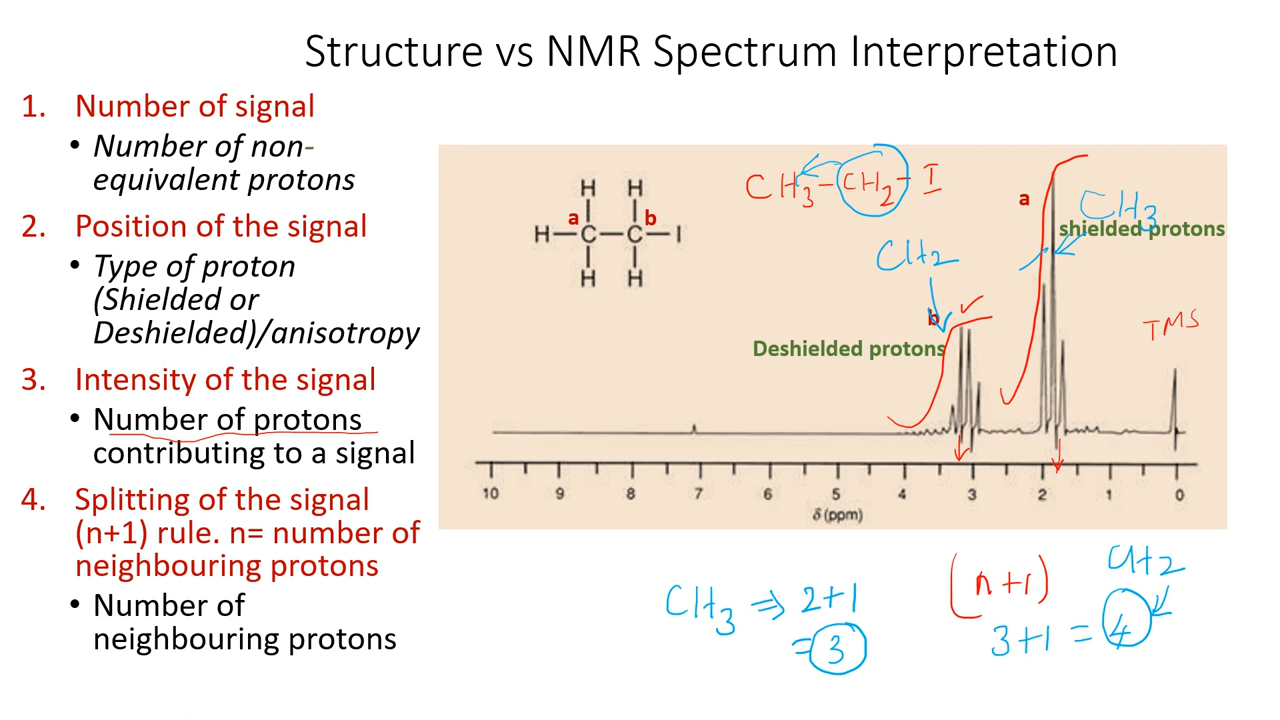 Structure vs NMR Spectrum Interpretation
1. Number of signal
• Number of non-
equivalent protons
2. Position of the signal
• Type of proton
(Shielded or
Deshielded)/anisotropy
3. Intensity of the signal
• Number of protons
contributing to a signal
4. Splitting of the signal
(n+1) rule. n= number of
neighbouring protons
• Number of
neighbouring protons
CH3-CH2-I
H H
a b
H—C—C—I
H H
a
CH3
shielded protons
CH2
b
Deshielded protons
TMS
10 9 8 7 6 5 4 3 2 1 0
δ (ppm)
CH3 ⇒ 2+1
= 3
(n+1)
CH2
3+1 = 4